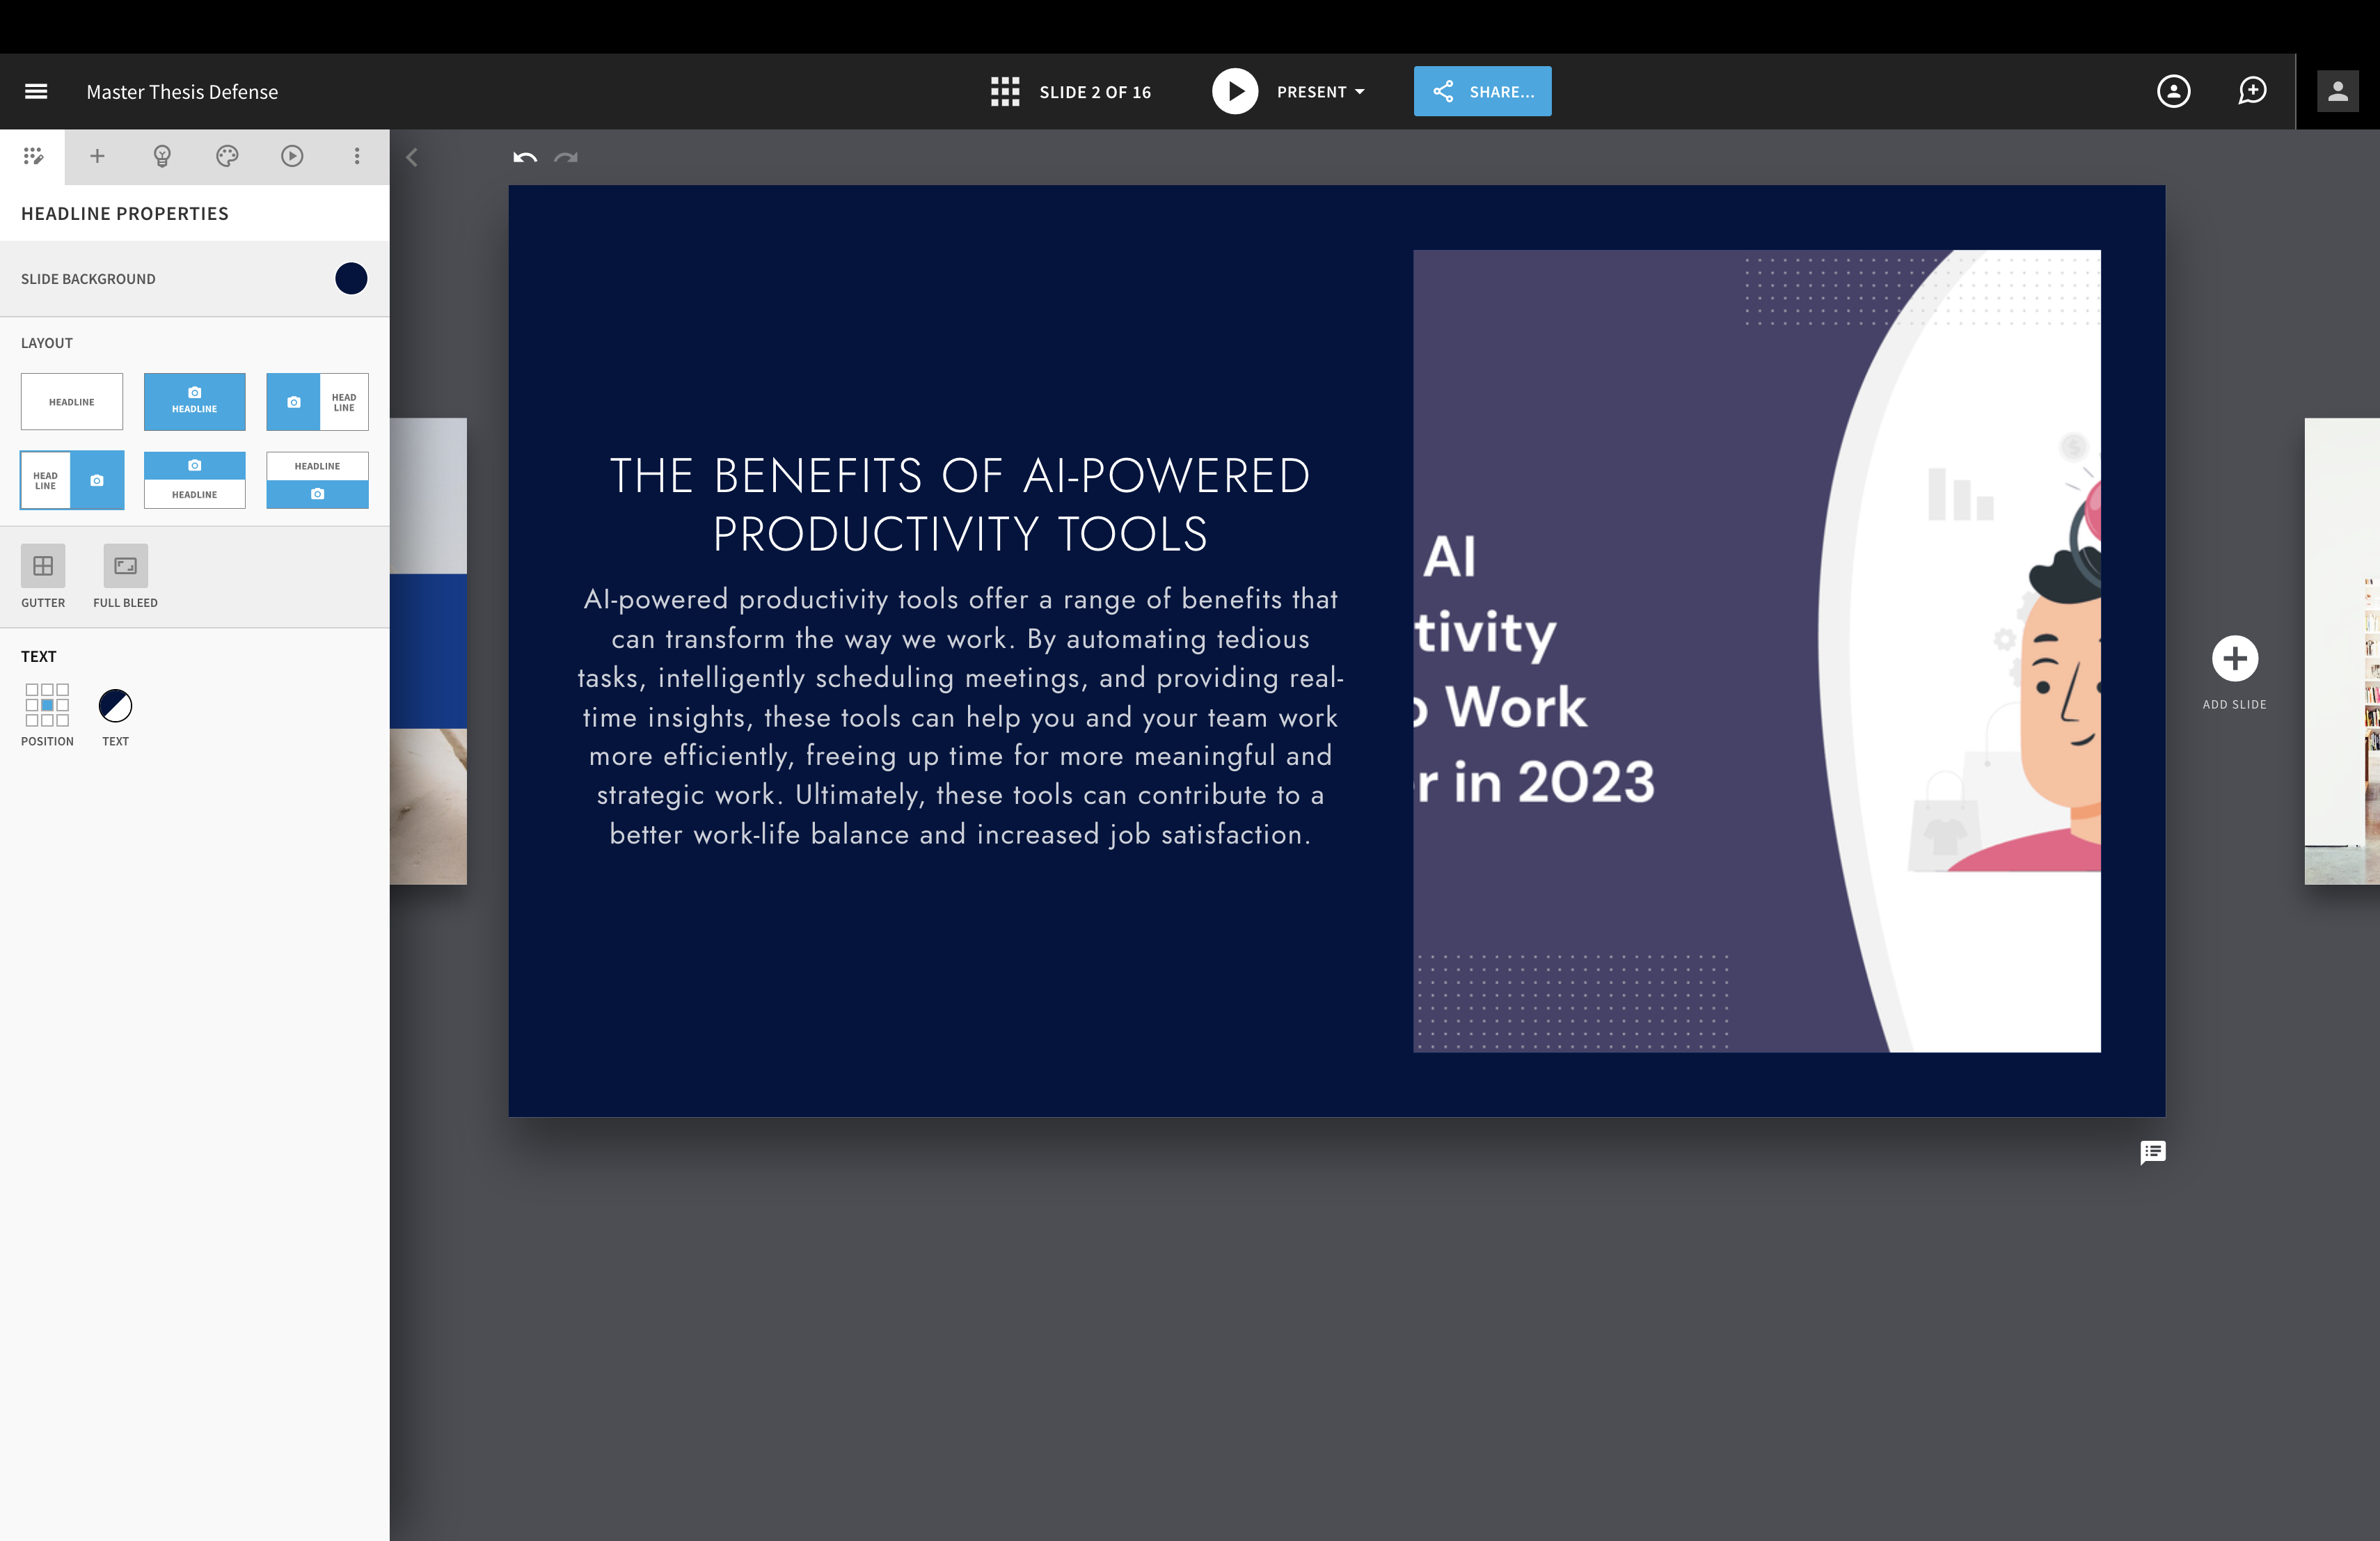 Master Thesis Defense
SLIDE 2 OF 16
PRESENT
SHARE...
HEADLINE PROPERTIES
SLIDE BACKGROUND
LAYOUT
HEADLINE
HEADLINE
HEAD
LINE
HEAD
LINE
HEADLINE
HEADLINE
GUTTER
FULL BLEED
TEXT
POSITION
TEXT
THE BENEFITS OF AI-POWERED
PRODUCTIVITY TOOLS
AI-powered productivity tools offer a range of benefits that
can transform the way we work. By automating tedious
tasks, intelligently scheduling meetings, and providing real-
time insights, these tools can help you and your team work
more efficiently, freeing up time for more meaningful and
strategic work. Ultimately, these tools can contribute to a
better work-life balance and increased job satisfaction.
AI
tivity
Work
r in 2023
ADD SLIDE